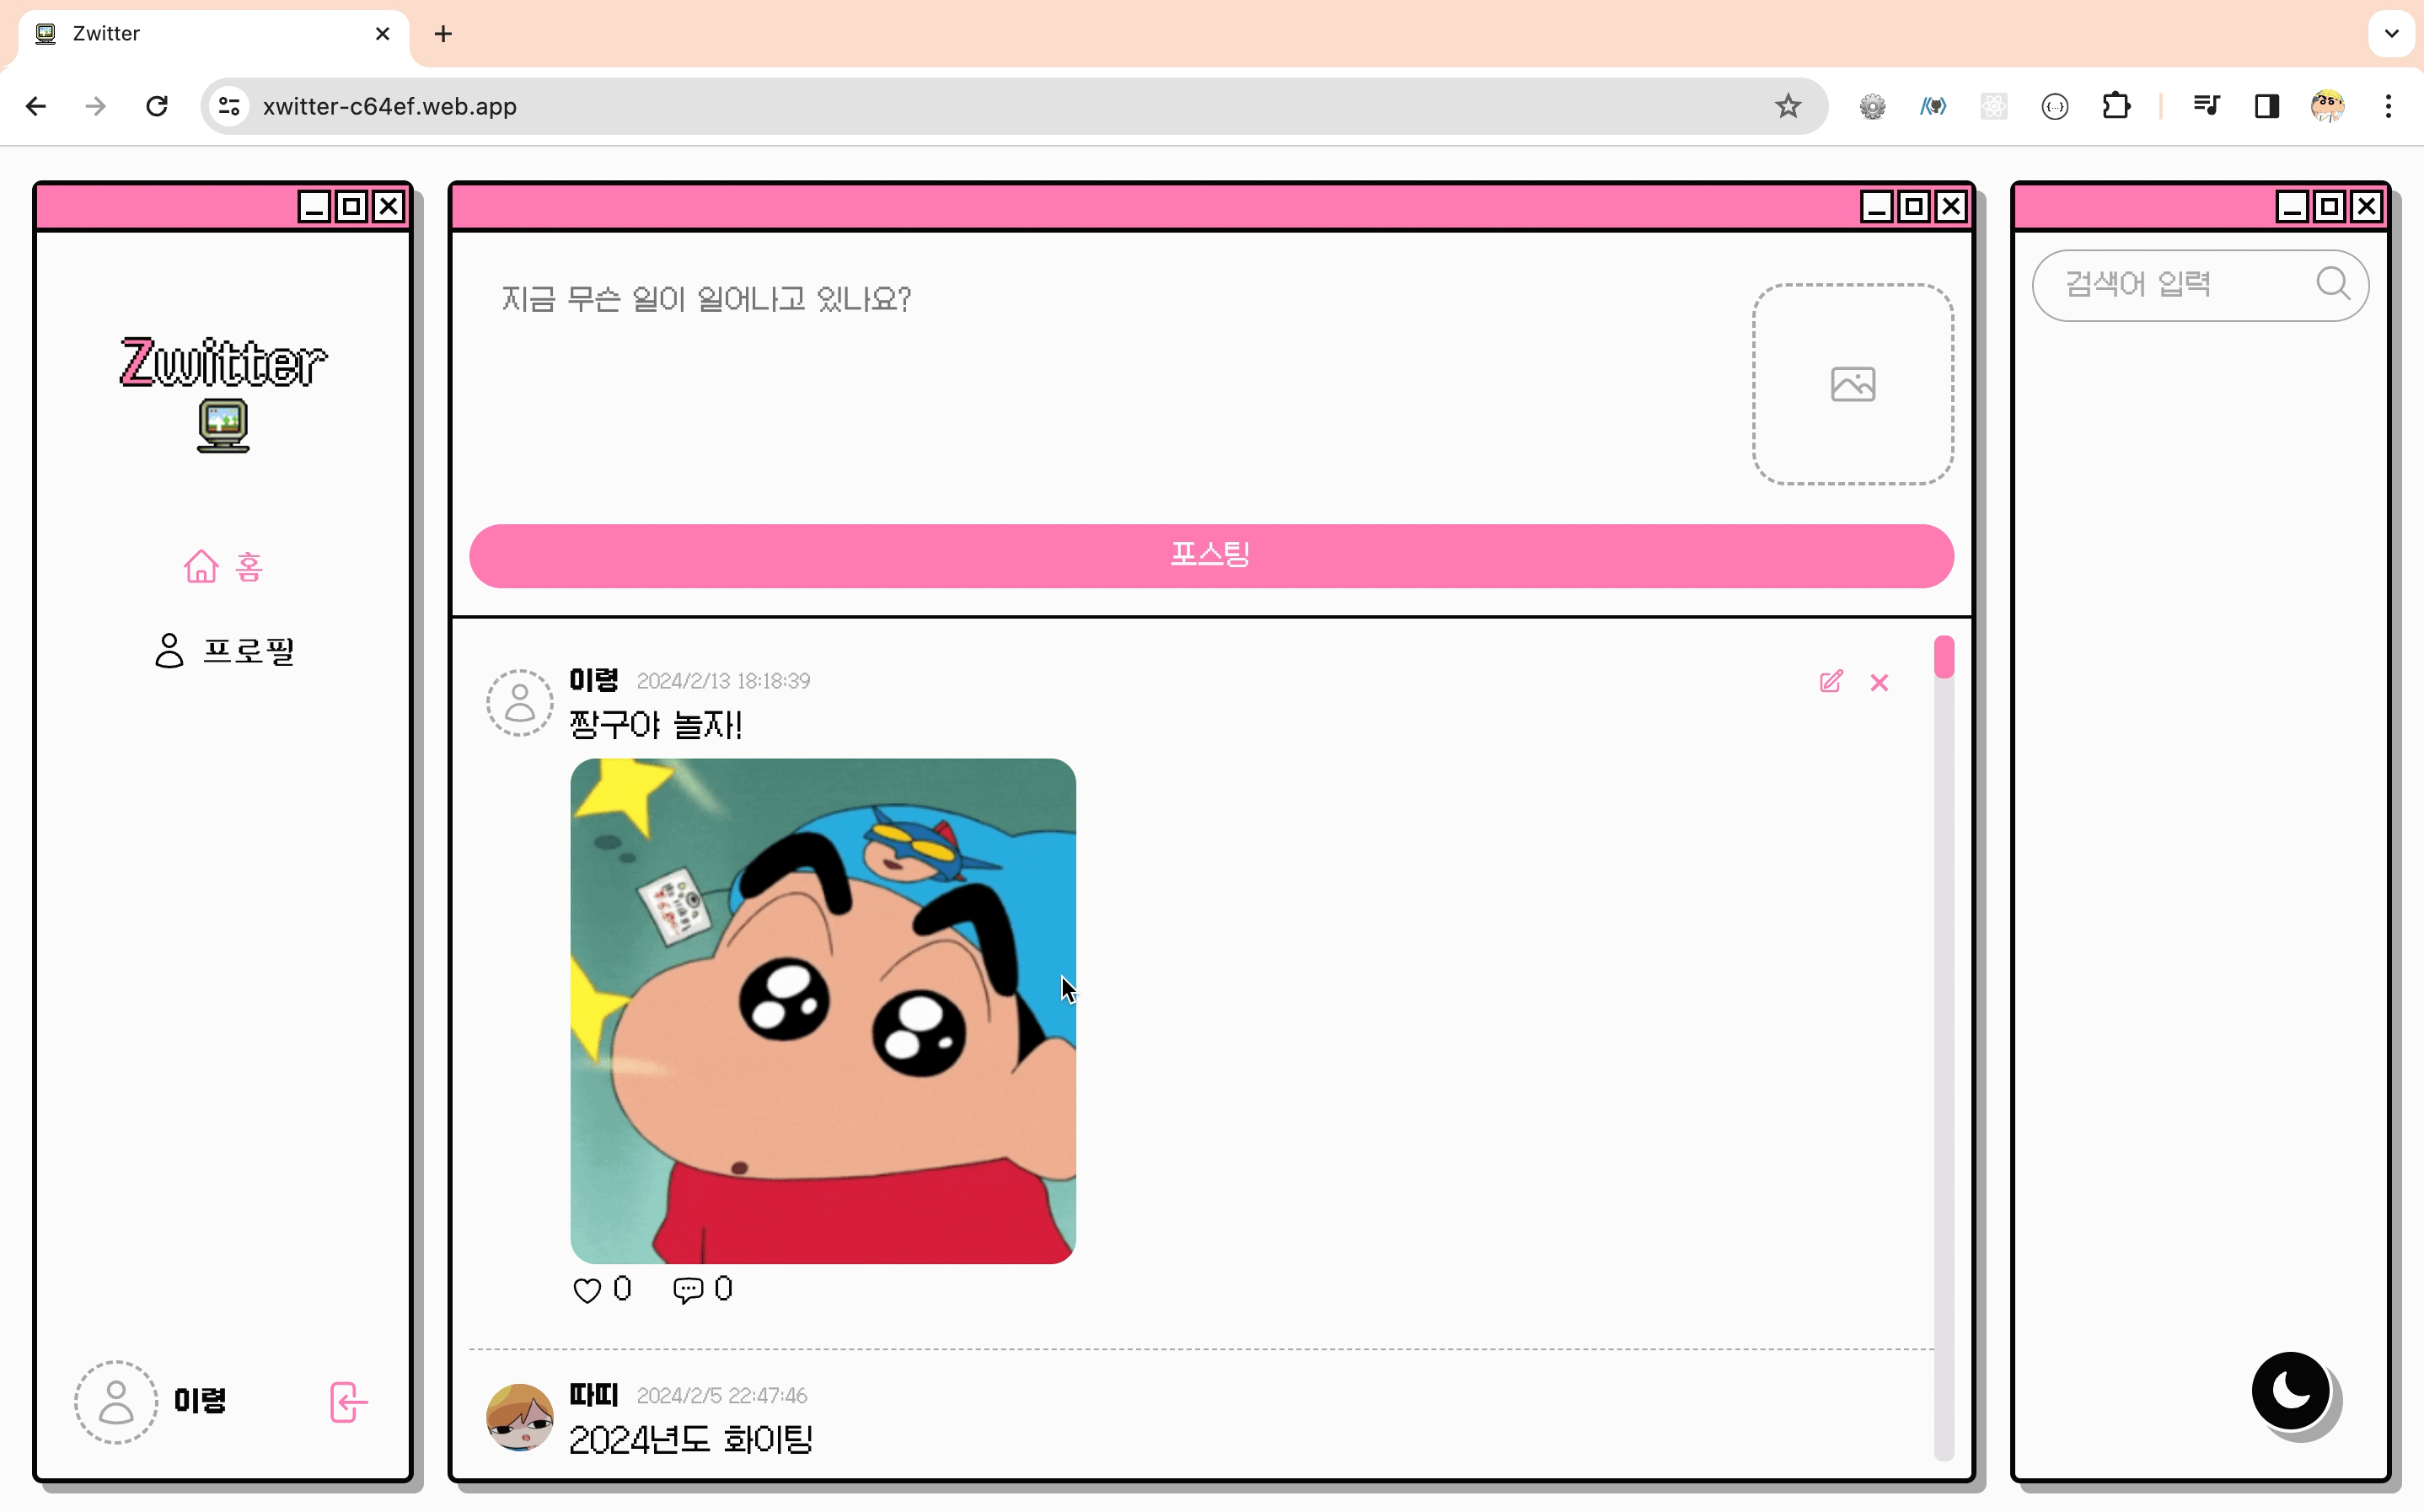 Zwitter
xwitter-c64ef.web.app
Zwitter
홈
프로필
이령
지금 무슨 일이 일어나고 있나요?
포스팅
이령 2024/2/13 18:18:39
짱구야 놀자!
0 0
따띠 2024/2/5 22:47:46
2024년도 화이팅
검색어 입력